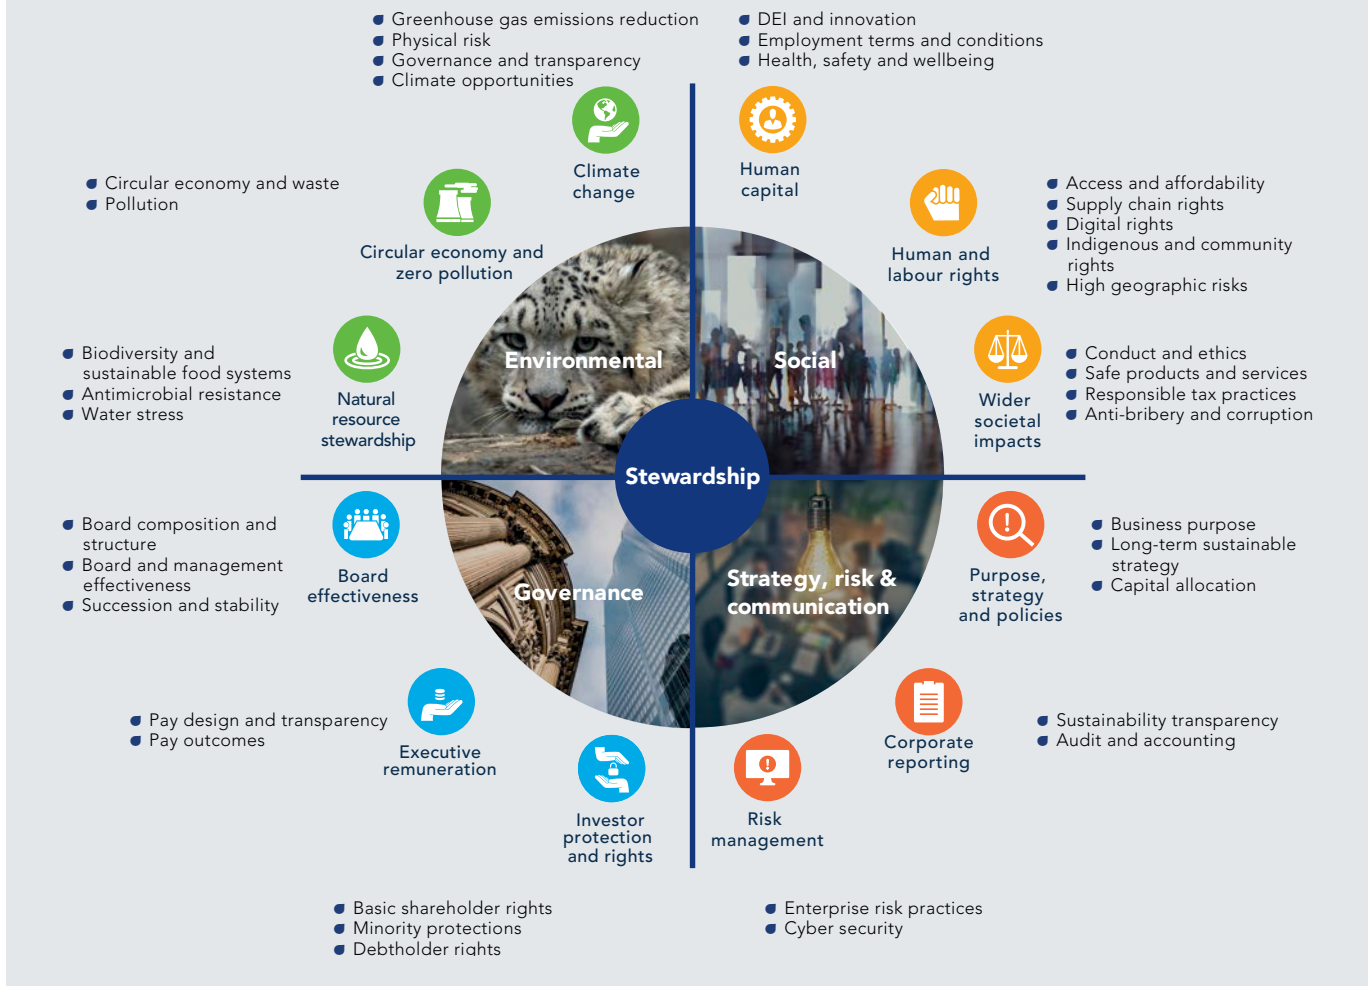 Greenhouse gas emissions reduction
Physical risk
Governance and transparency
Climate opportunities
DEI and innovation
Employment terms and conditions
Health, safety and wellbeing
Climate
change
Human
capital
Circular economy and waste
Pollution
Circular economy and
zero pollution
Human and
labour rights
Access and affordability
Supply chain rights
Digital rights
Indigenous and community
rights
High geographic risks
Biodiversity and
sustainable food systems
Antimicrobial resistance
Water stress
Natural
resource
stewardship
Environmental
Social
Wider
societal
impacts
Conduct and ethics
Safe products and services
Responsible tax practices
Anti-bribery and corruption
Stewardship
Board composition and
structure
Board and management
effectiveness
Succession and stability
Board
effectiveness
Governance
Strategy, risk &
communication
Purpose,
strategy
and policies
Business purpose
Long-term sustainable
strategy
Capital allocation
Pay design and transparency
Pay outcomes
Executive
remuneration
Investor
protection
and rights
Risk
management
Corporate
reporting
Sustainability transparency
Audit and accounting
Basic shareholder rights
Minority protections
Debtholder rights
Enterprise risk practices
Cyber security